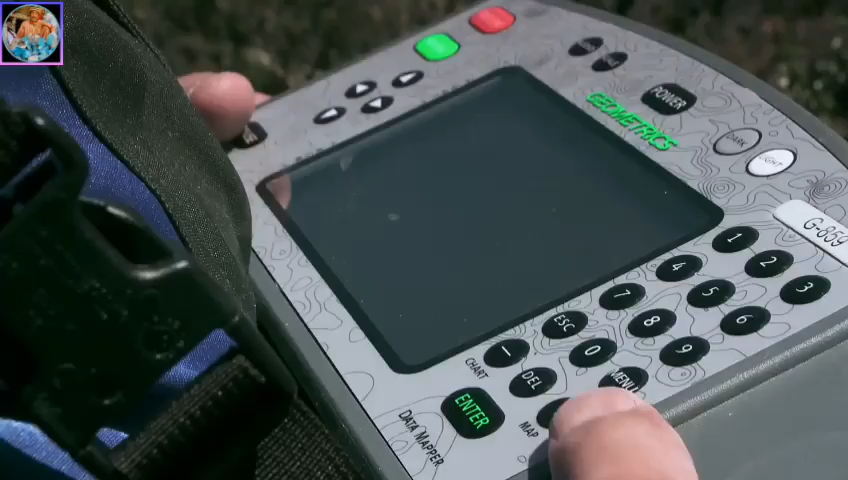 POWER
GEOMETRICS
DARK
LIGHT
G-859
1
2
3
4
5
6
7
8
9
ESC
0
MENU
–
DEL
CHART
ENTER
MAP
DATA MAPPER